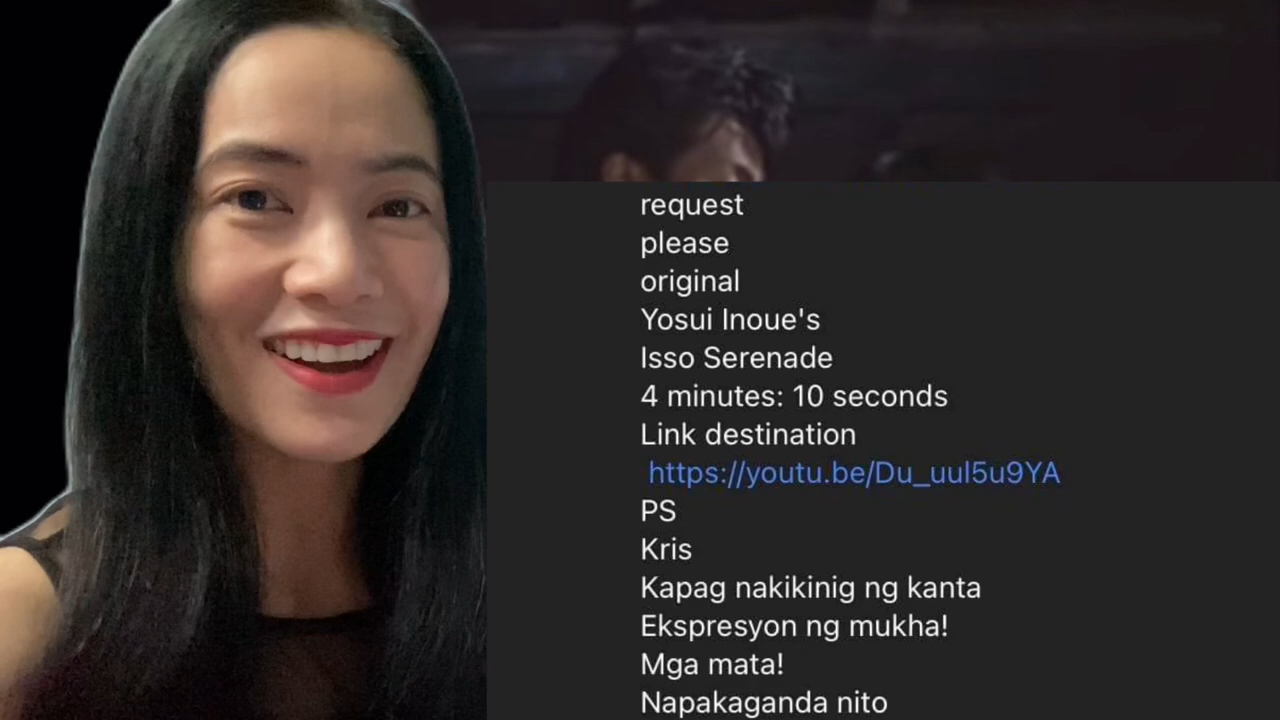 request
please
original
Yosui Inoue's
Isso Serenade
4 minutes: 10 seconds
Link destination
https://youtu.be/Du_uul5u9YA
PS
Kris
Kapag nakikinig ng kanta
Ekspresyon ng mukha!
Mga mata!
Napakaganda nito